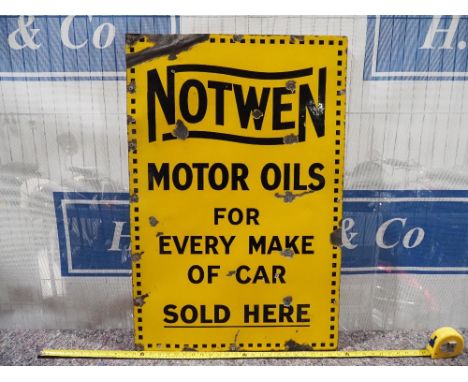 & Co
H.
NOTWEN
MOTOR OILS
FOR
EVERY MAKE
OF CAR
SOLD HERE
H
& Co